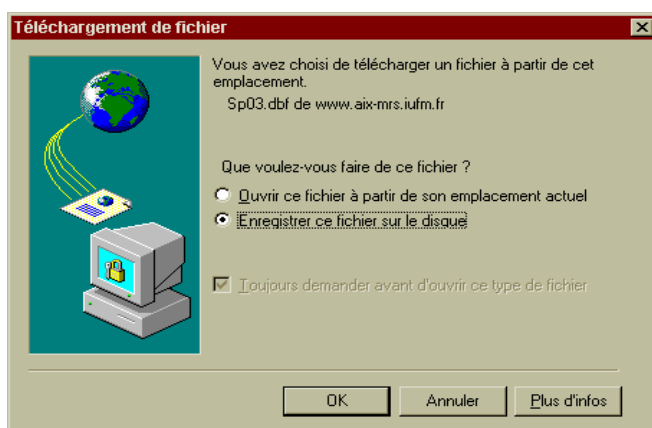 Téléchargement de fichier
Vous avez choisi de télécharger un fichier à partir de cet
emplacement.
Sp03.dbf de www.aix-mrs.iufm.fr
Que voulez-vous faire de ce fichier ?
Ouvrir ce fichier à partir de son emplacement actuel
Enregistrer ce fichier sur le disque
Toujours demander avant d'ouvrir ce type de fichier
OK Annuler Plus d'infos